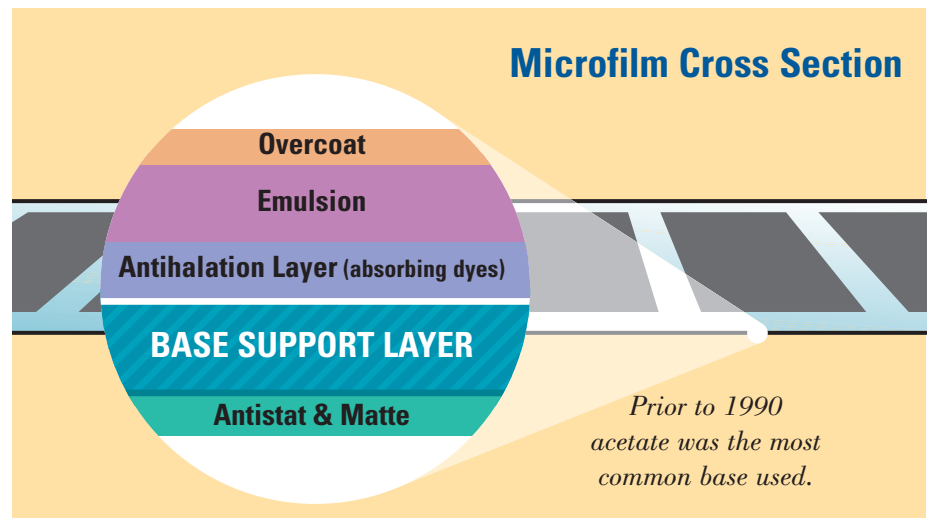 Microfilm Cross Section
Overcoat
Emulsion
Antihalation Layer (absorbing dyes)
BASE SUPPORT LAYER
Antistat & Matte
Prior to 1990
acetate was the most
common base used.